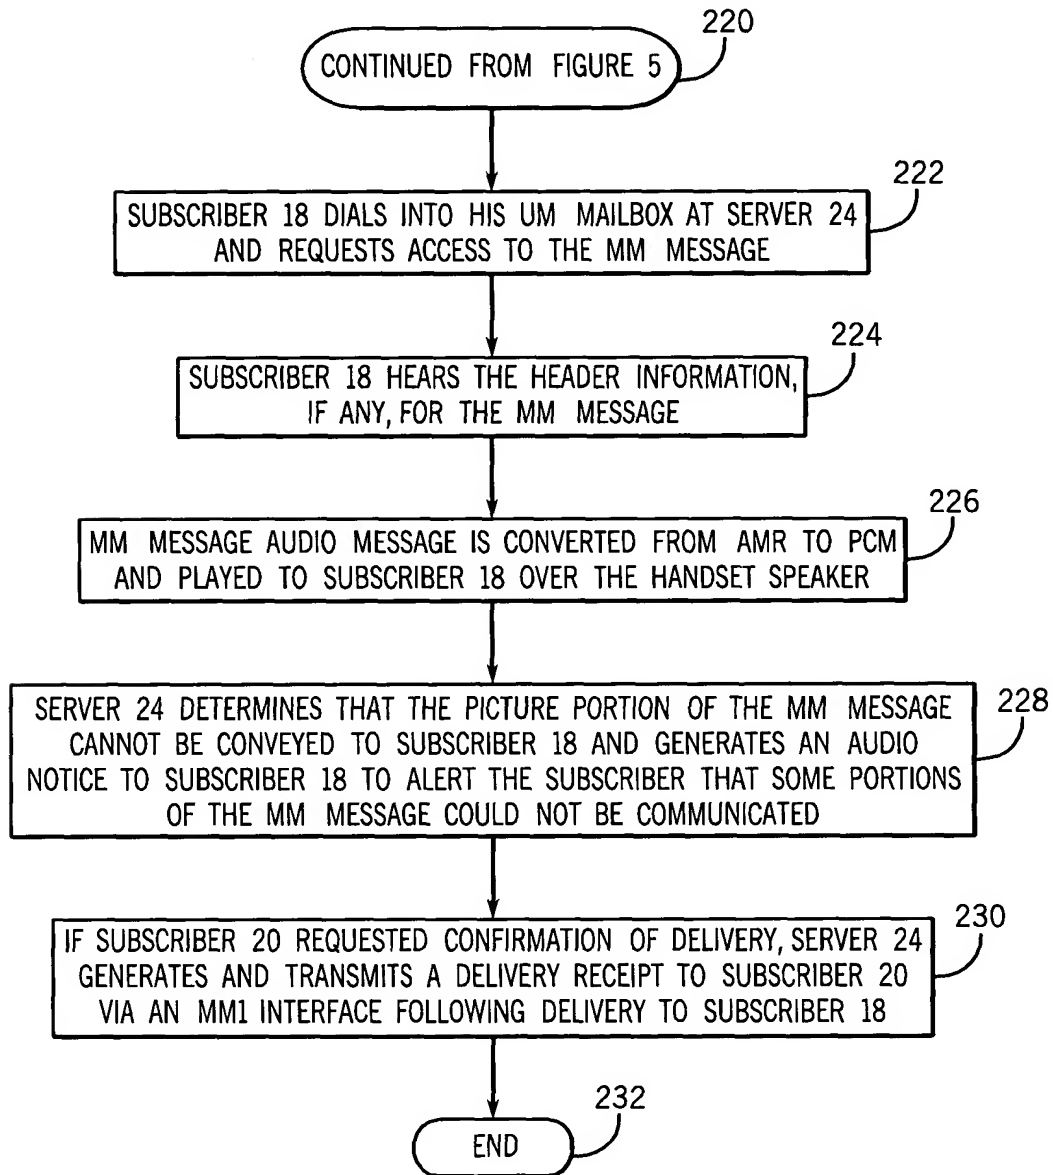 220
CONTINUED FROM FIGURE 5
222
SUBSCRIBER 18 DIALS INTO HIS UM MAILBOX AT SERVER 24
AND REQUESTS ACCESS TO THE MM MESSAGE
224
SUBSCRIBER 18 HEARS THE HEADER INFORMATION,
IF ANY, FOR THE MM MESSAGE
226
MM MESSAGE AUDIO MESSAGE IS CONVERTED FROM AMR TO PCM
AND PLAYED TO SUBSCRIBER 18 OVER THE HANDSET SPEAKER
228
SERVER 24 DETERMINES THAT THE PICTURE PORTION OF THE MM MESSAGE
CANNOT BE CONVEYED TO SUBSCRIBER 18 AND GENERATES AN AUDIO
NOTICE TO SUBSCRIBER 18 TO ALERT THE SUBSCRIBER THAT SOME PORTIONS
OF THE MM MESSAGE COULD NOT BE COMMUNICATED
230
IF SUBSCRIBER 20 REQUESTED CONFIRMATION OF DELIVERY, SERVER 24
GENERATES AND TRANSMITS A DELIVERY RECEIPT TO SUBSCRIBER 20
VIA AN MM1 INTERFACE FOLLOWING DELIVERY TO SUBSCRIBER 18
232
END